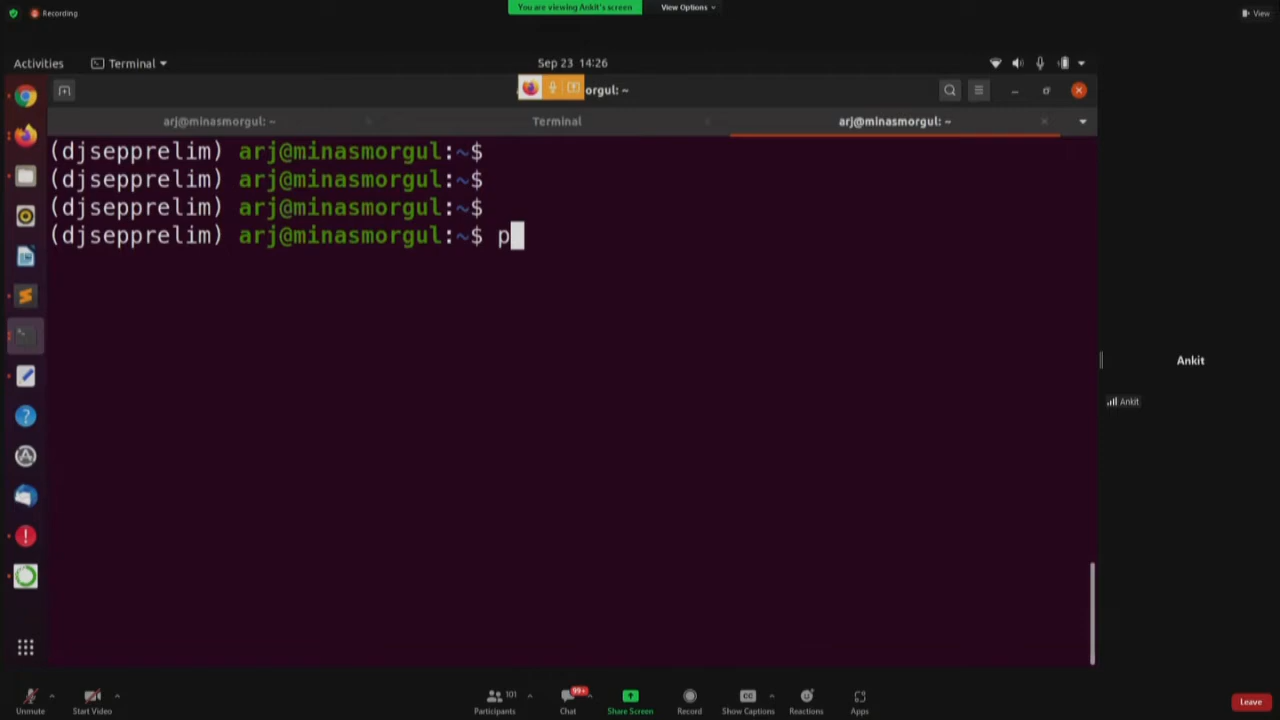 Recording
You are viewing Ankit's screen
View Options
View
Activities
Terminal
Sep 23 14:26
orgul: ~
arj@minasmorgul: ~
Terminal
arj@minasmorgul: ~
(djsepprelim) arj@minasmorgul:~$
(djsepprelim) arj@minasmorgul:~$
(djsepprelim) arj@minasmorgul:~$
(djsepprelim) arj@minasmorgul:~$ p
Ankit
Ankit
Unmute
Start Video
101
Participants
99+
Chat
Share Screen
Record
CC
Show Captions
Reactions
Apps
Leave